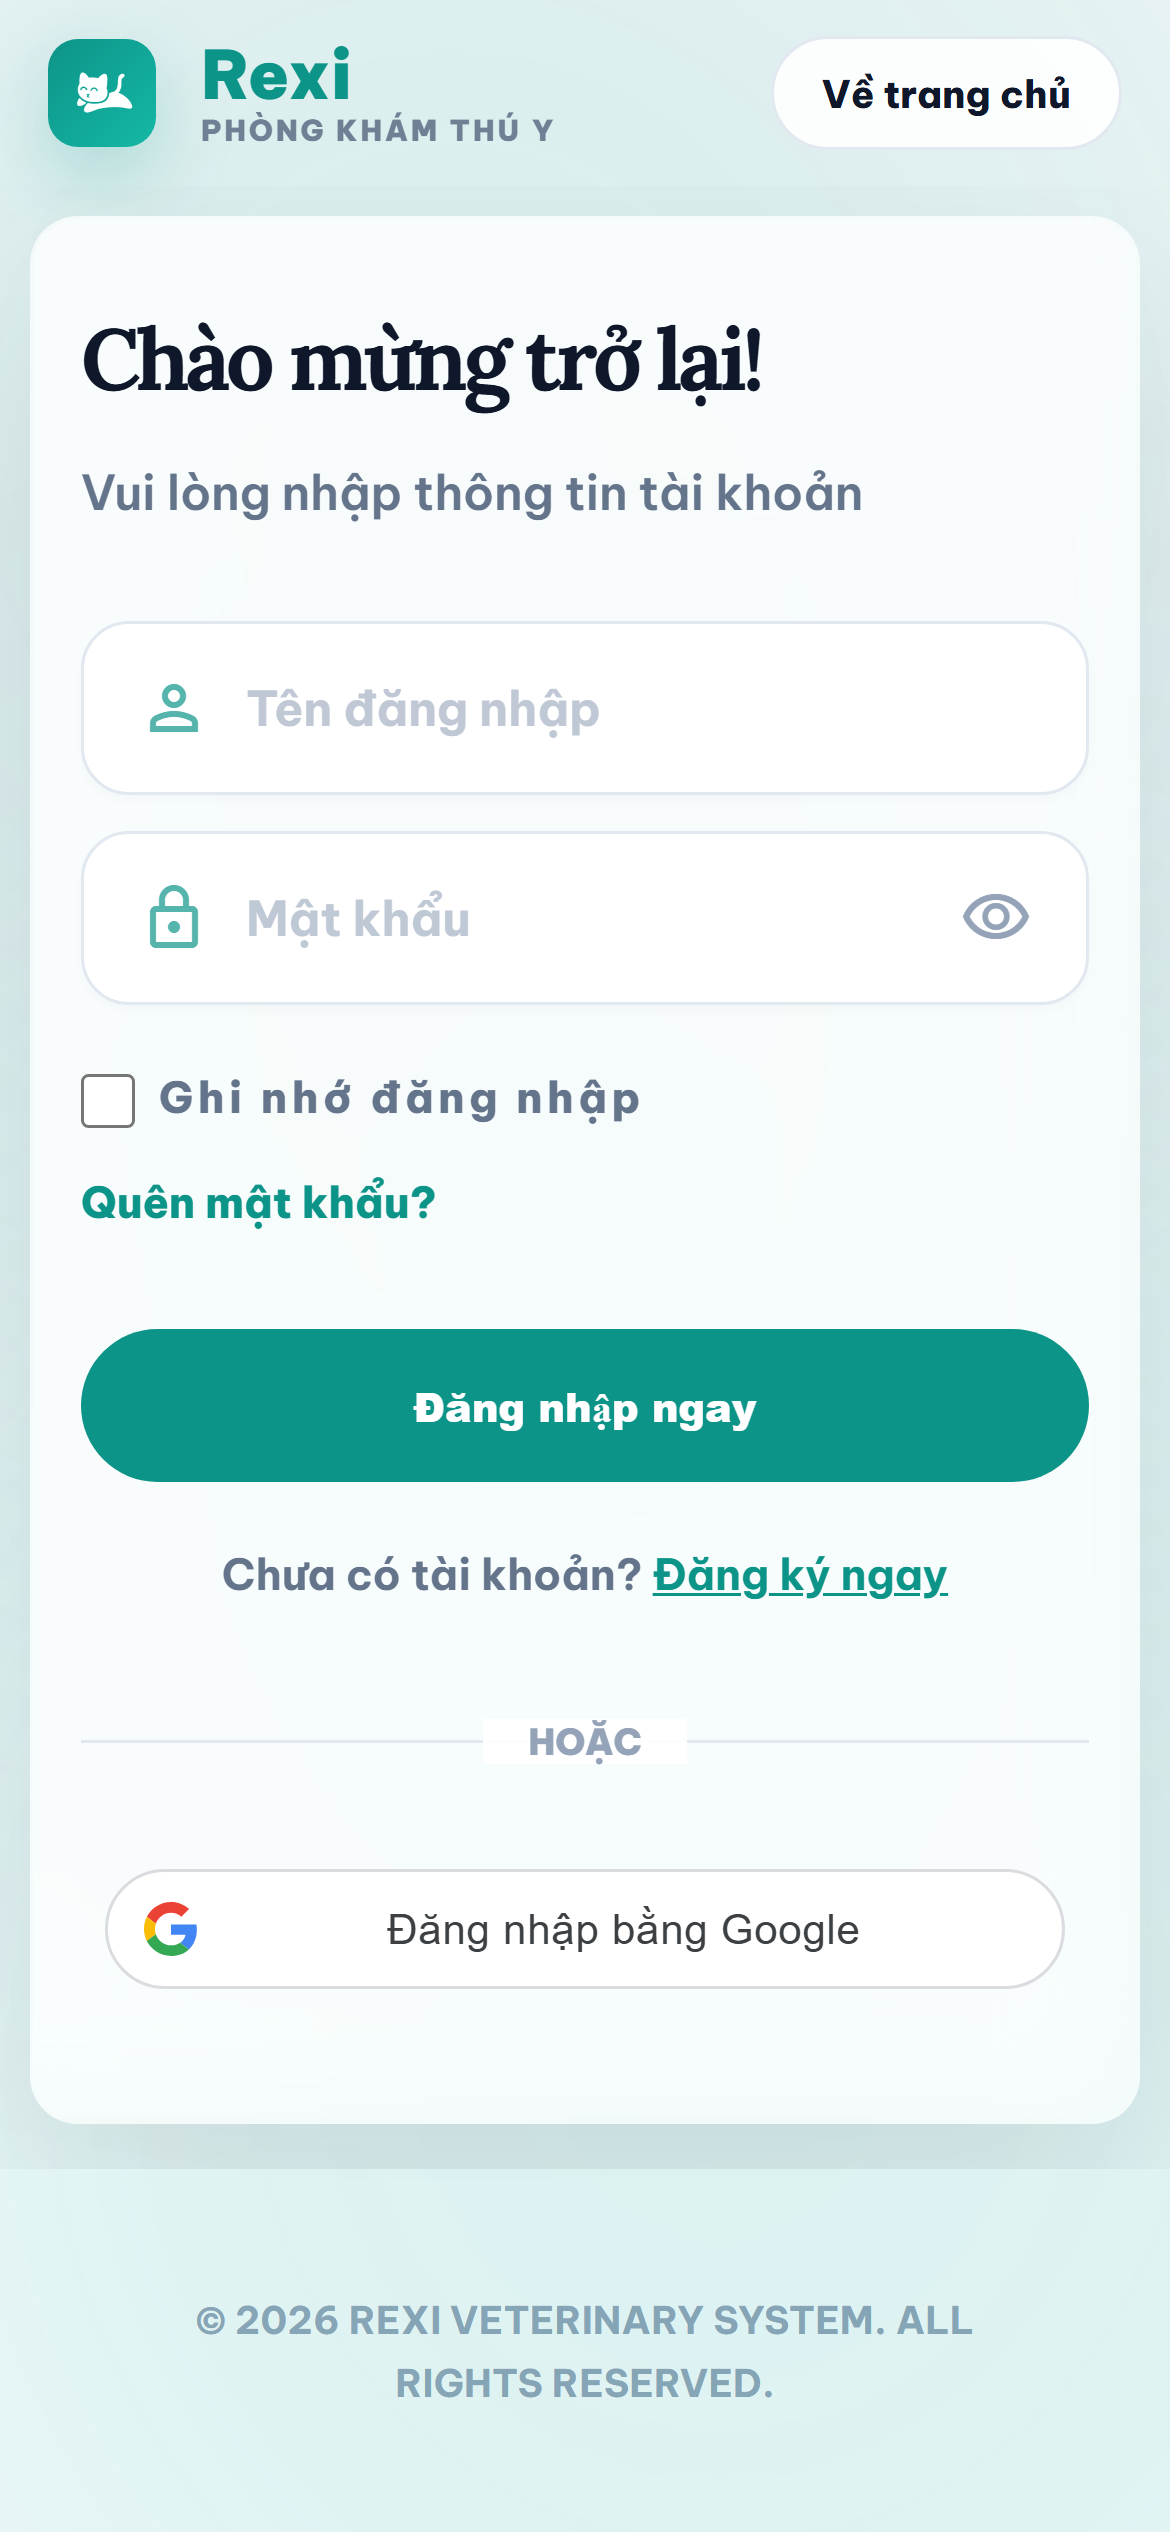 Rexi
PHÒNG KHÁM THÚ Y
Về trang chủ
Chào mừng trở lại!
Vui lòng nhập thông tin tài khoản
Tên đăng nhập
Mật khẩu
Ghi nhớ đăng nhập
Quên mật khẩu?
Đăng nhập ngay
Chưa có tài khoản? Đăng ký ngay
HOẶC
Đăng nhập bằng Google
© 2026 REXI VETERINARY SYSTEM. ALL
RIGHTS RESERVED.